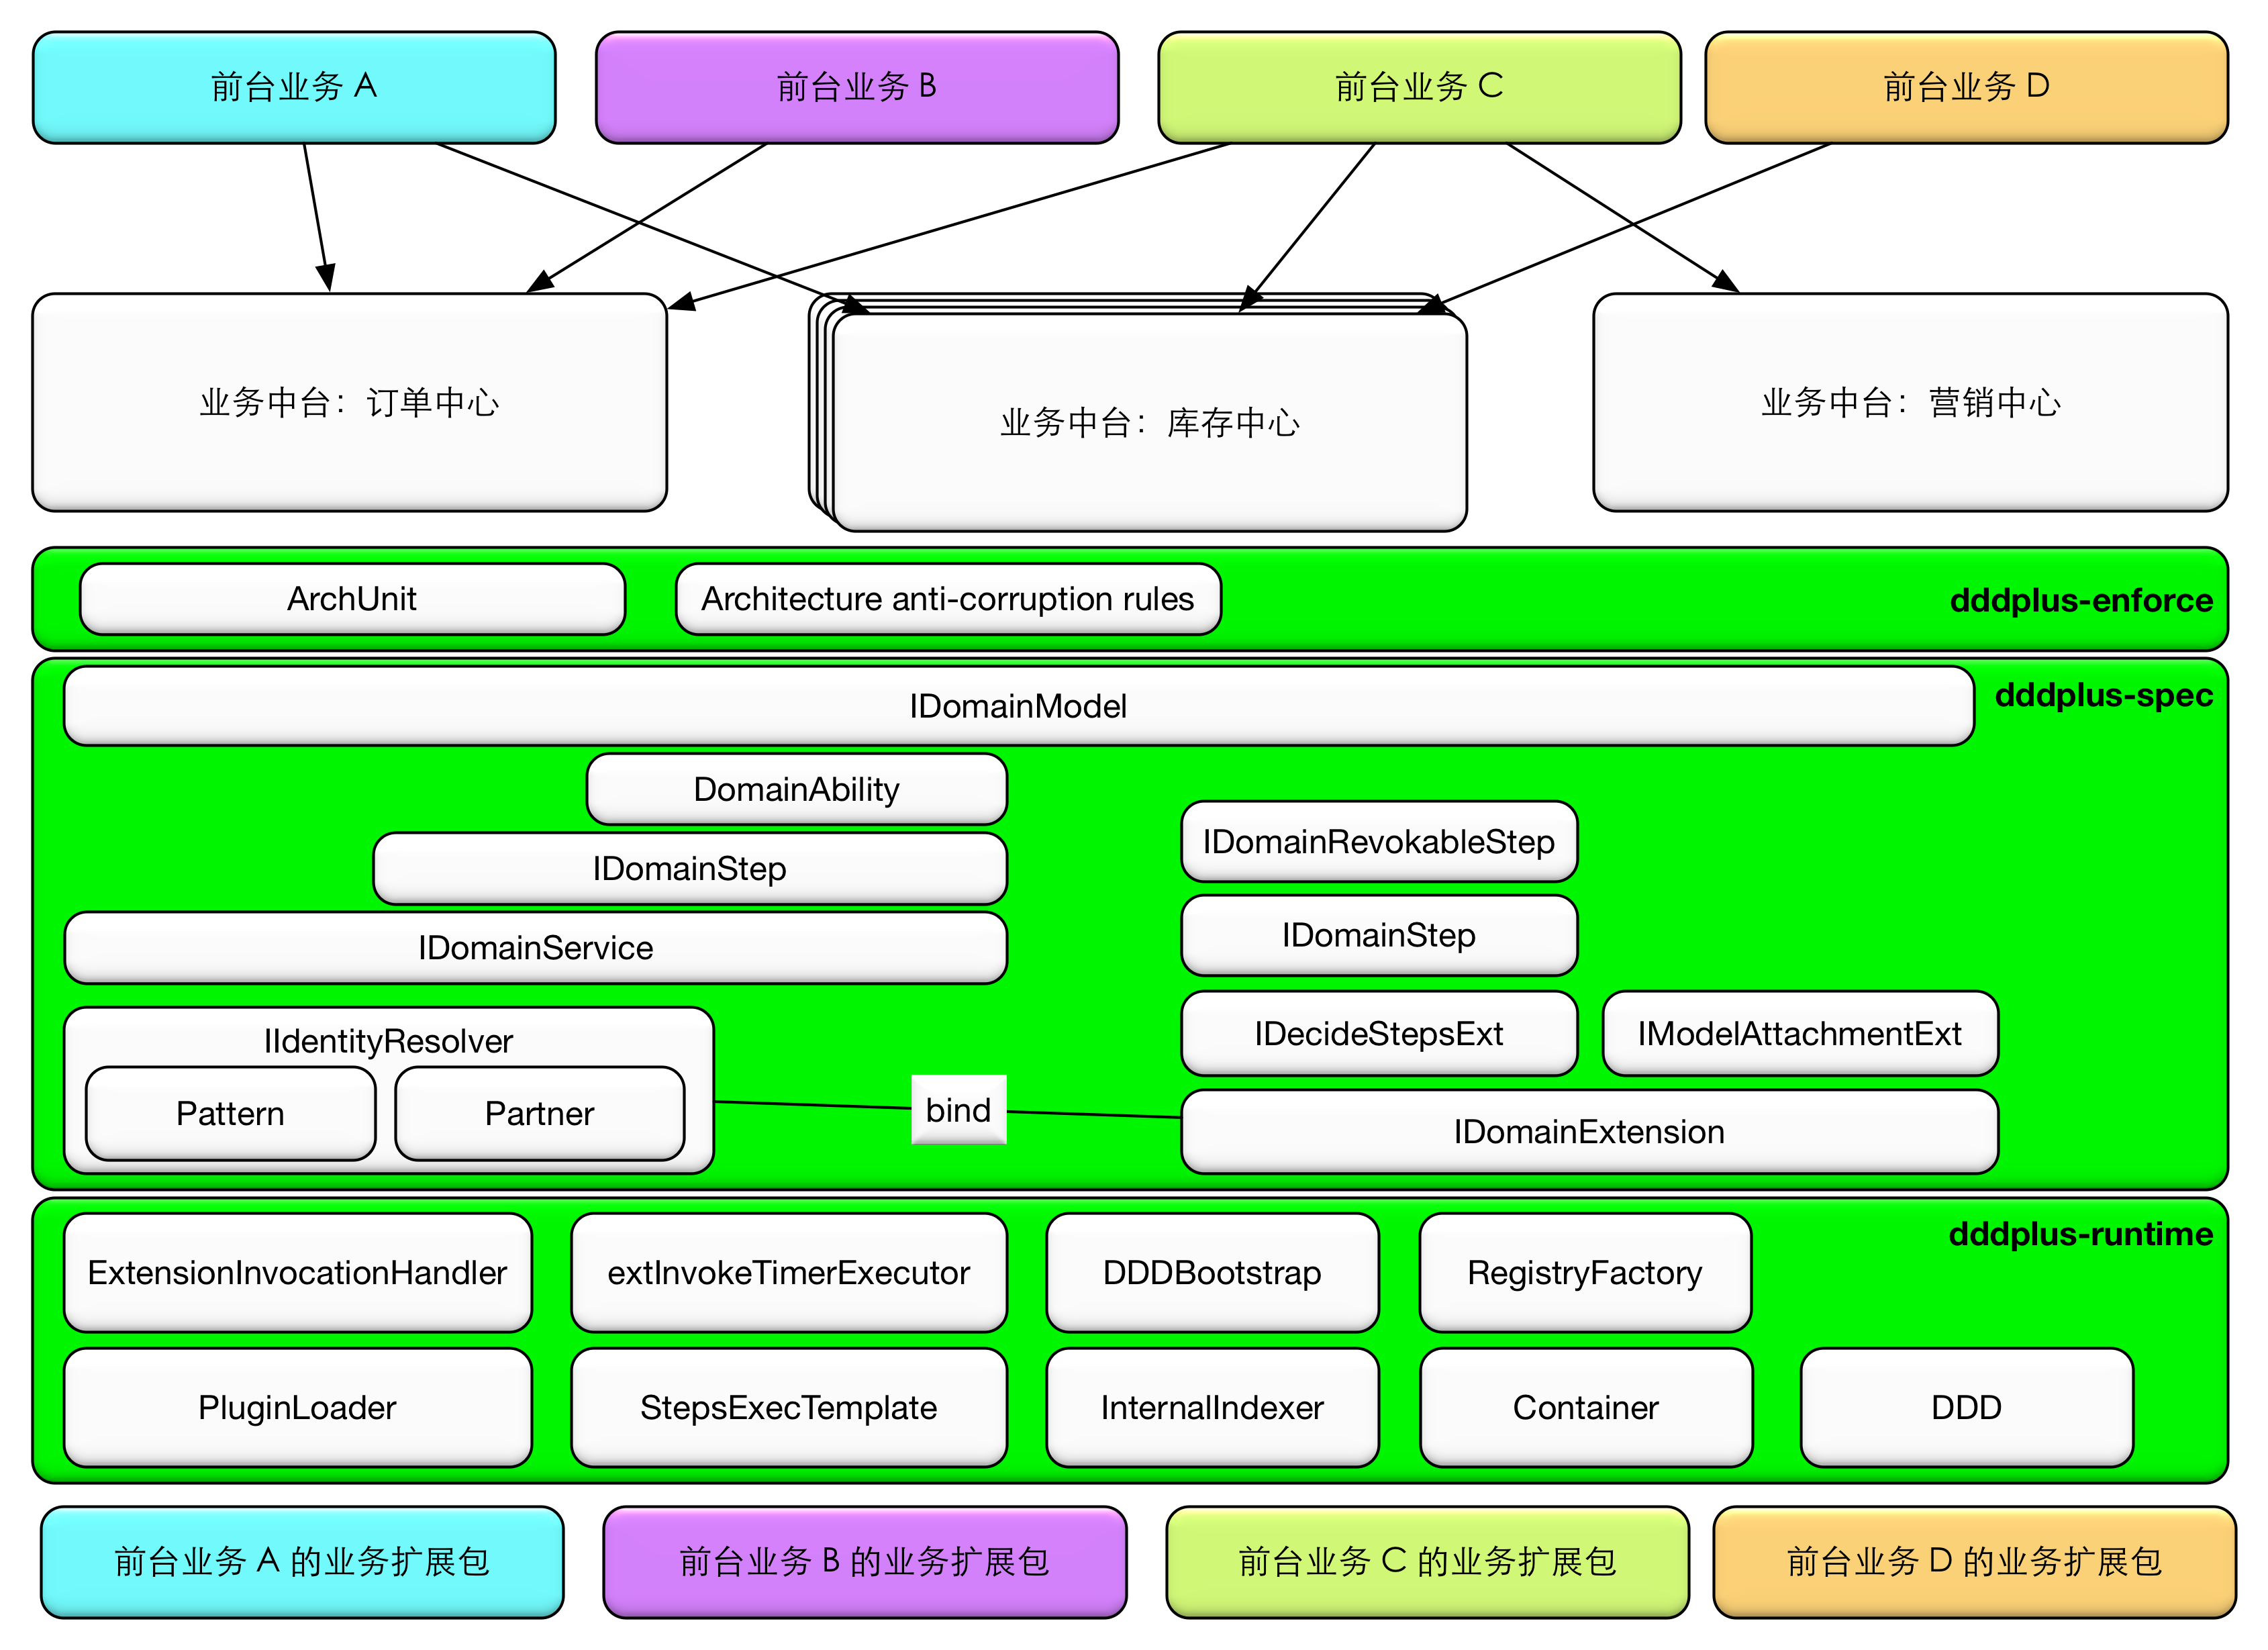 前台业务 A
前台业务 B
前台业务 C
前台业务 D
业务中台：订单中心
业务中台：库存中心
业务中台：营销中心
ArchUnit
Architecture anti-corruption rules
dddplus-enforce
IDomainModel
dddplus-spec
DomainAbility
IDomainStep
IDomainService
IDomainRevokableStep
IDomainStep
IDecideStepsExt
IModelAttachmentExt
IIdentityResolver
Pattern
Partner
bind
IDomainExtension
dddplus-runtime
ExtensionInvocationHandler
extInvokeTimerExecutor
DDDBootstrap
RegistryFactory
PluginLoader
StepsExecTemplate
InternalIndexer
Container
DDD
前台业务 A 的业务扩展包
前台业务 B 的业务扩展包
前台业务 C 的业务扩展包
前台业务 D 的业务扩展包